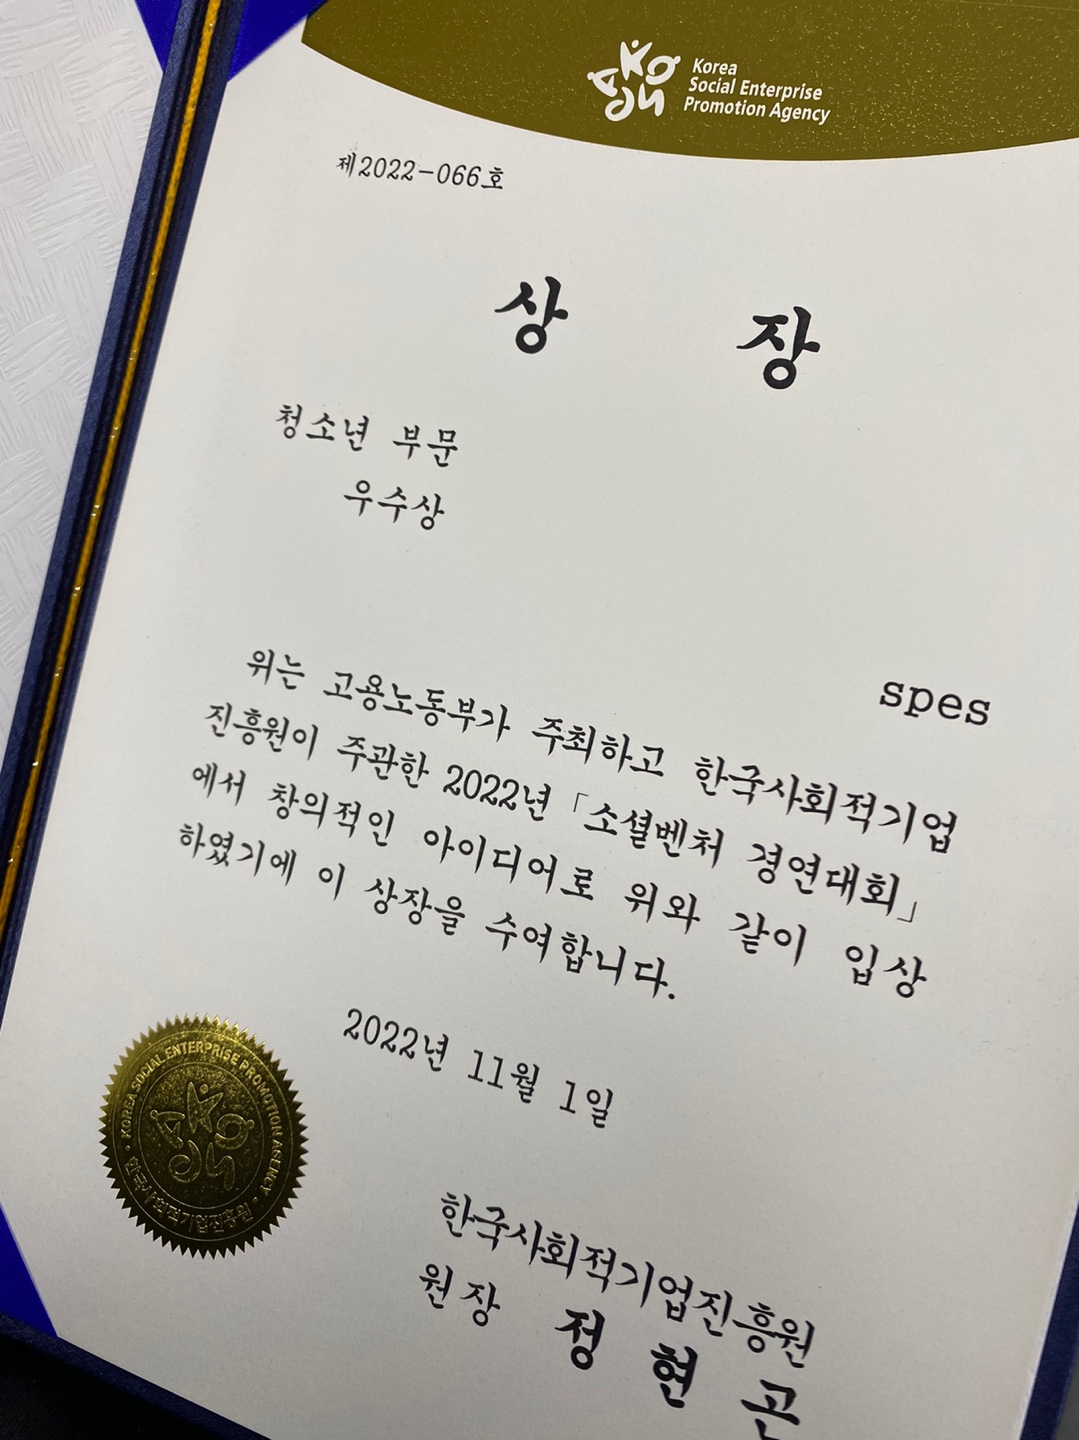 Korea
Social Enterprise
Promotion Agency
제2022-066호
상 장
청소년 부문
우수상
spes
위는 고용노동부가 주최하고 한국사회적기업
진흥원이 주관한 2022년 「소셜벤처 경연대회」
에서 창의적인 아이디어로 위와 같이 입상
하였기에 이 상장을 수여합니다.
2022년 11월 1일
한국사회적기업진흥원
원장 정 현 곤
KOREA SOCIAL ENTERPRISE PROMOTION AGENCY
한국사회적기업진흥원